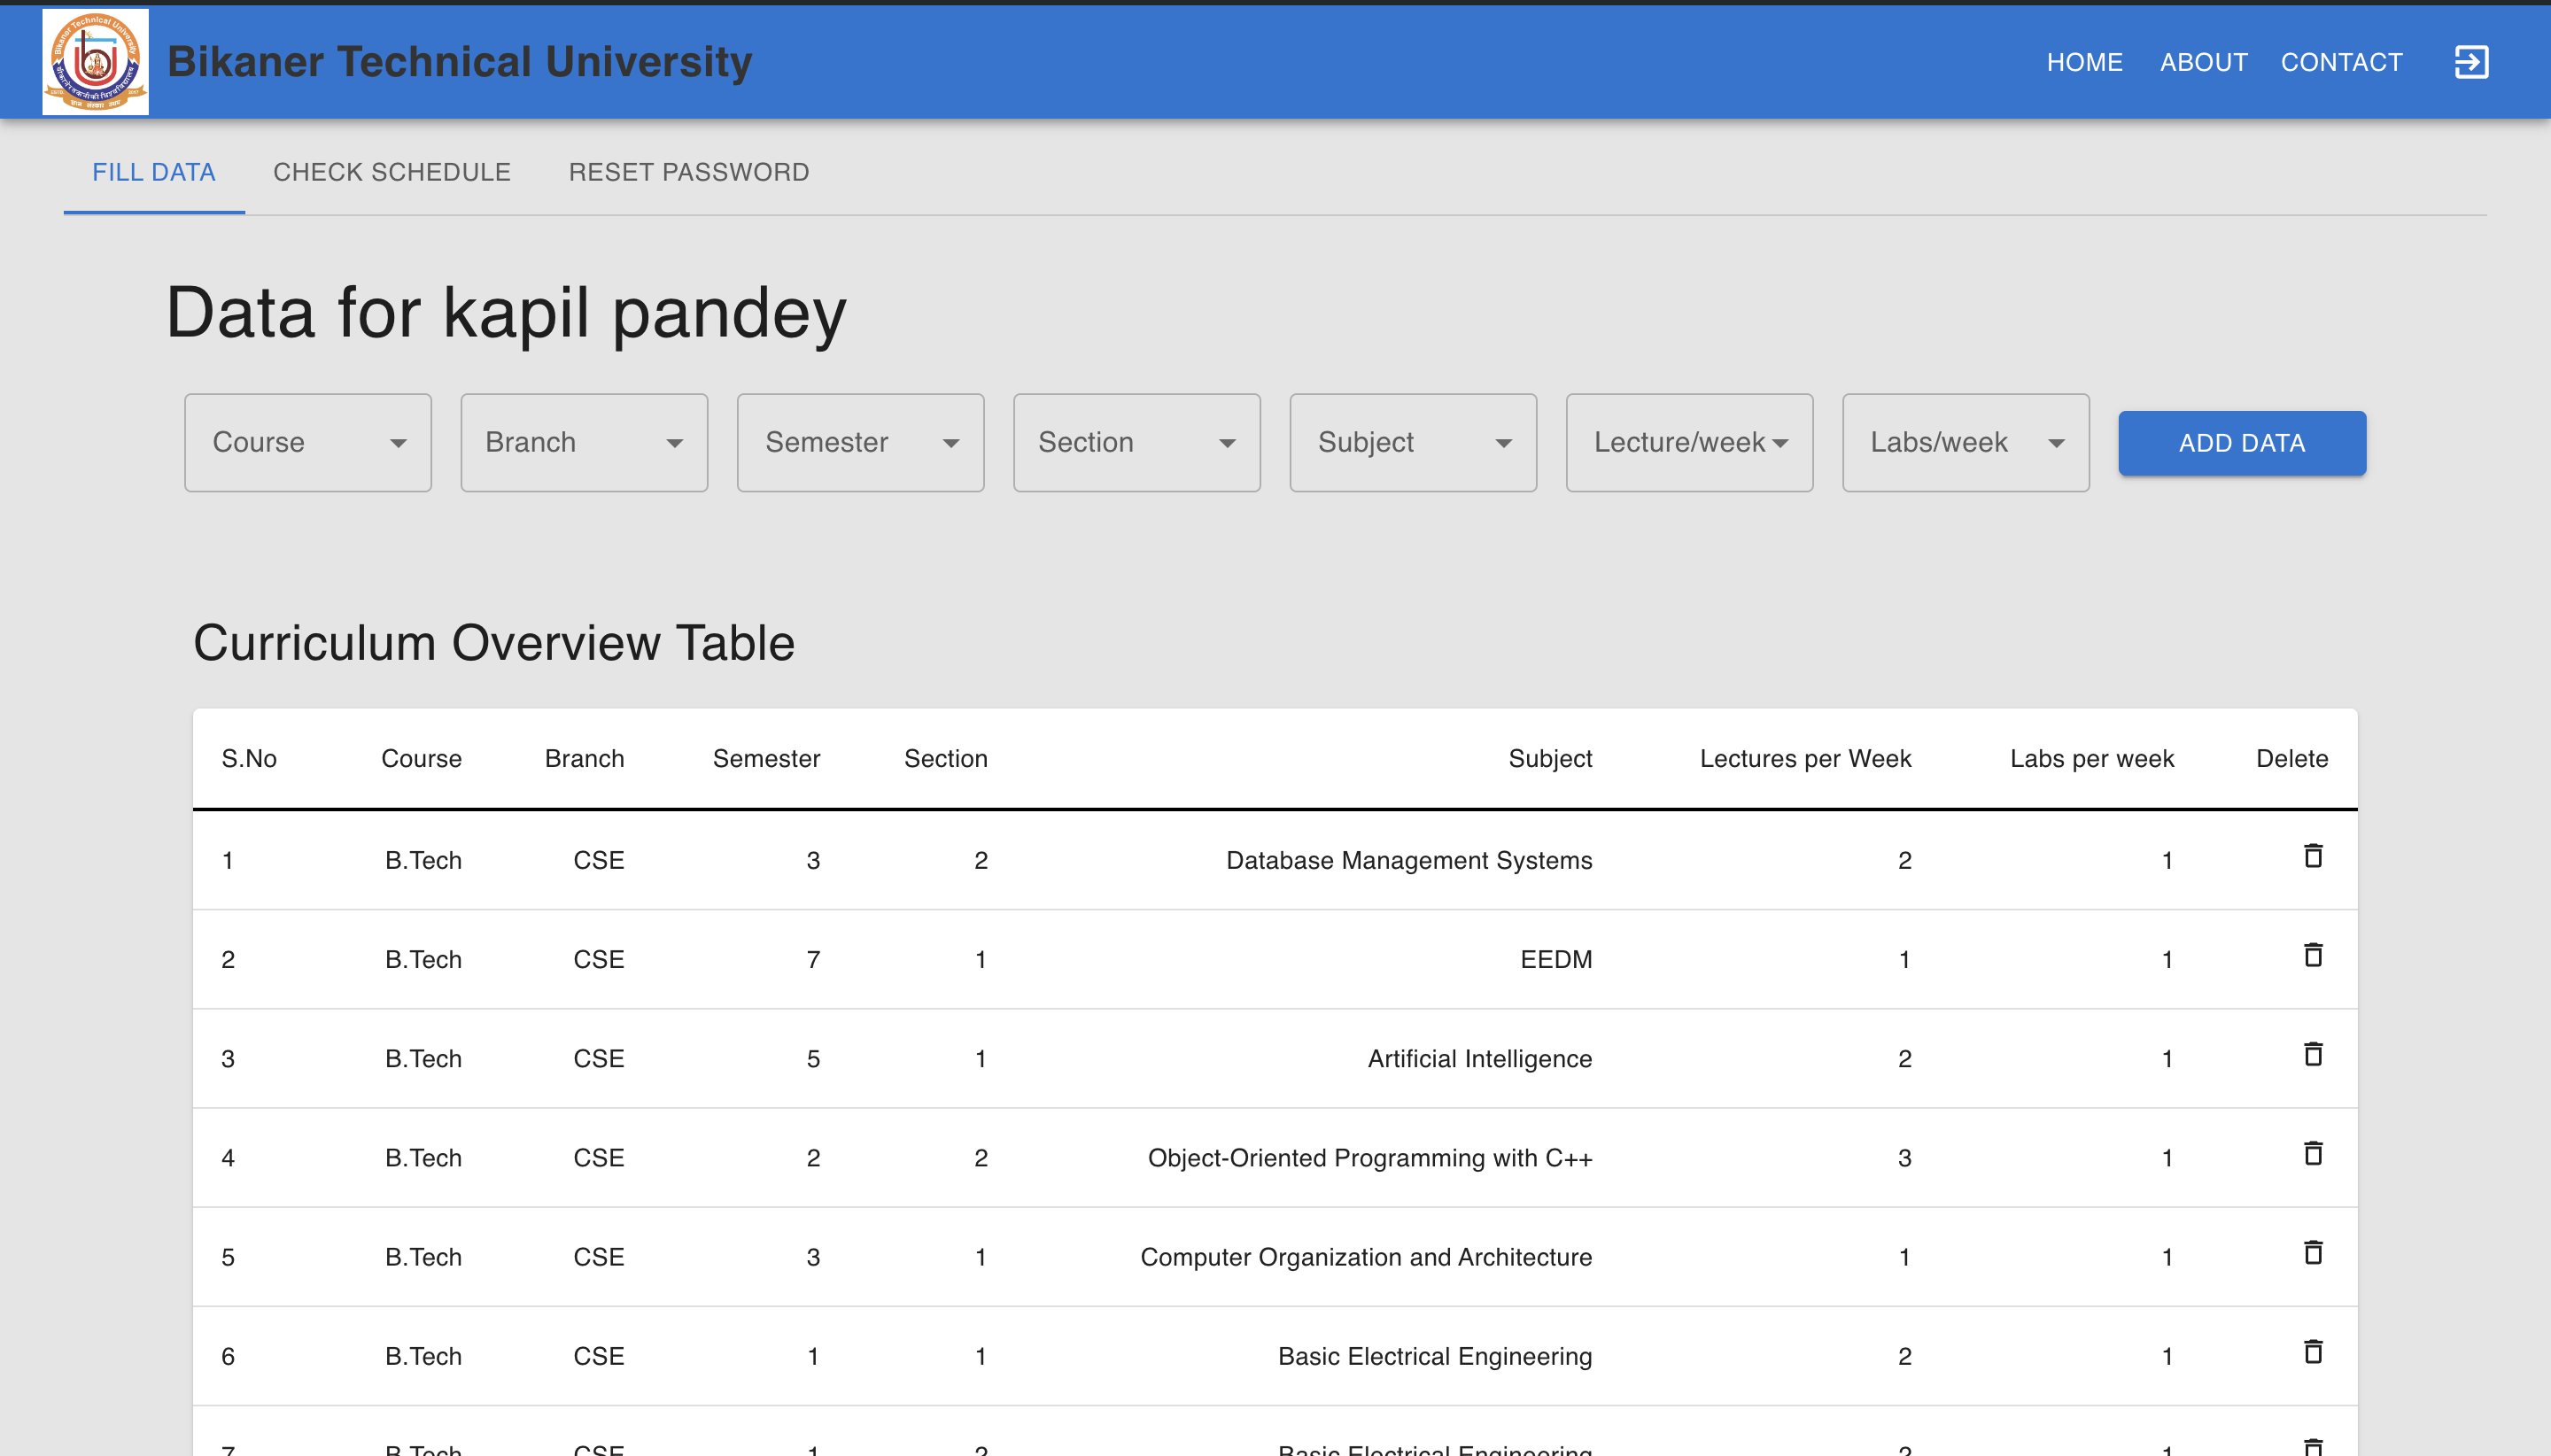 Bikaner Technical University
HOME ABOUT CONTACT
Bikaner Technical University
FILL DATA CHECK SCHEDULE RESET PASSWORD
Data for kapil pandey
Course Branch Semester Section Subject Lecture/week Labs/week ADD DATA
Curriculum Overview Table
S.No Course Branch Semester Section Subject Lectures per Week Labs per week Delete
1 B.Tech CSE 3 2 Database Management Systems 2 1
2 B.Tech CSE 7 1 EEDM 1 1
3 B.Tech CSE 5 1 Artificial Intelligence 2 1
4 B.Tech CSE 2 2 Object-Oriented Programming with C++ 3 1
5 B.Tech CSE 3 1 Computer Organization and Architecture 1 1
6 B.Tech CSE 1 1 Basic Electrical Engineering 2 1
7 B.Tech CSE 1 2 Basic Electrical Engineering 2 1